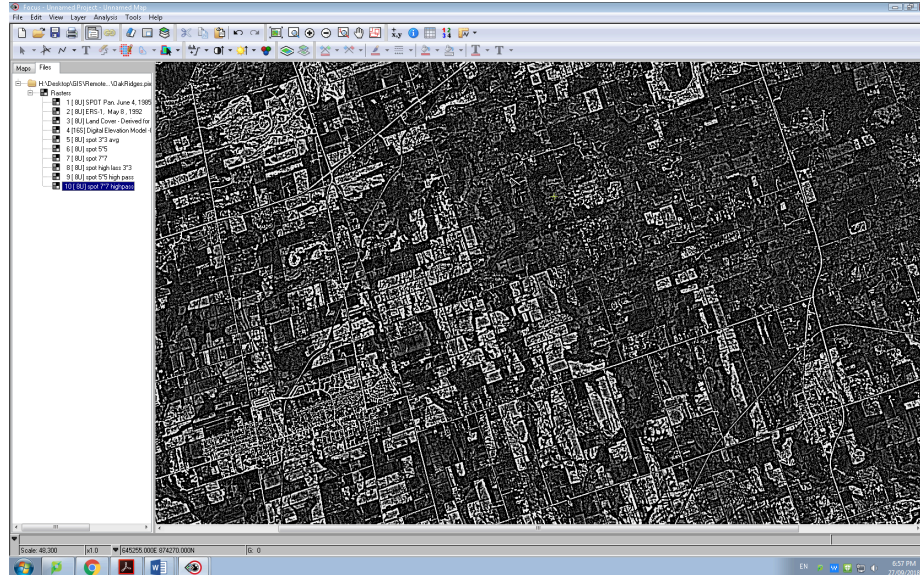 Focus - Unnamed Project - Unnamed Map
File Edit View Layer Analysis Tools Help
Maps Files
H:\Desktop\GIS\Remote...\OakRidges.pix
Rasters
1 [ 8U] SPOT Pan, June 4, 1985
2 [ 8U] ERS-1, May 8, 1992
3 [ 8U] Land Cover - Derived for
4 [16S] Digital Elevation Model -(
5 [ 8U] spot 3*3 avg
6 [ 8U] spot 5*5
7 [ 8U] spot 7*7
8 [ 8U] spot high lass 3*3
9 [ 8U] spot 5*5 high pass
10 [ 8U] spot 7*7 highpass
Scale: 48,300 x1.0 645255.000E 874270.000N G: 0
EN 6:57 PM